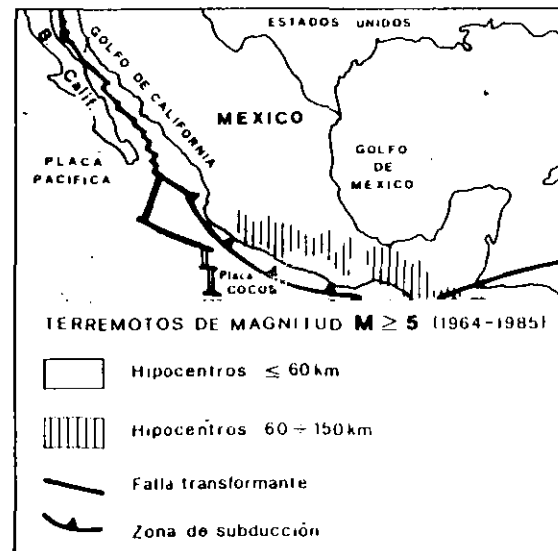 ESTADOS UNIDOS
GOLFO DE CALIFORNIA
B. Calif.
MEXICO
PLACA
PACIFICA
GOLFO
DE
MEXICO
Placa
COCOS
TERREMOTOS DE MAGNITUD M ≥ 5 (1964-1985)
Hipocentros ≤ 60 km
Hipocentros 60 ÷ 150 km
Falla transformante
Zona de subducción